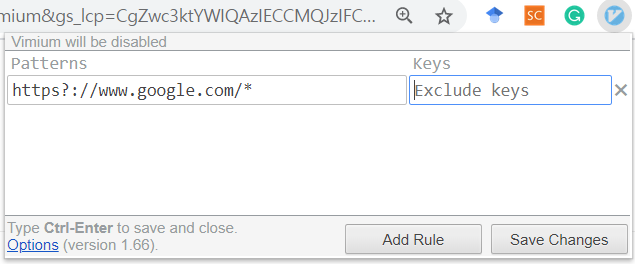 mium&gs_lcp=CgZwc3ktYWIQAzIECCMQJzIFC...
SC
G
Vimium will be disabled
Patterns Keys
https?://www.google.com/* Exclude keys
Type Ctrl-Enter to save and close.
Options (version 1.66).
Add Rule Save Changes